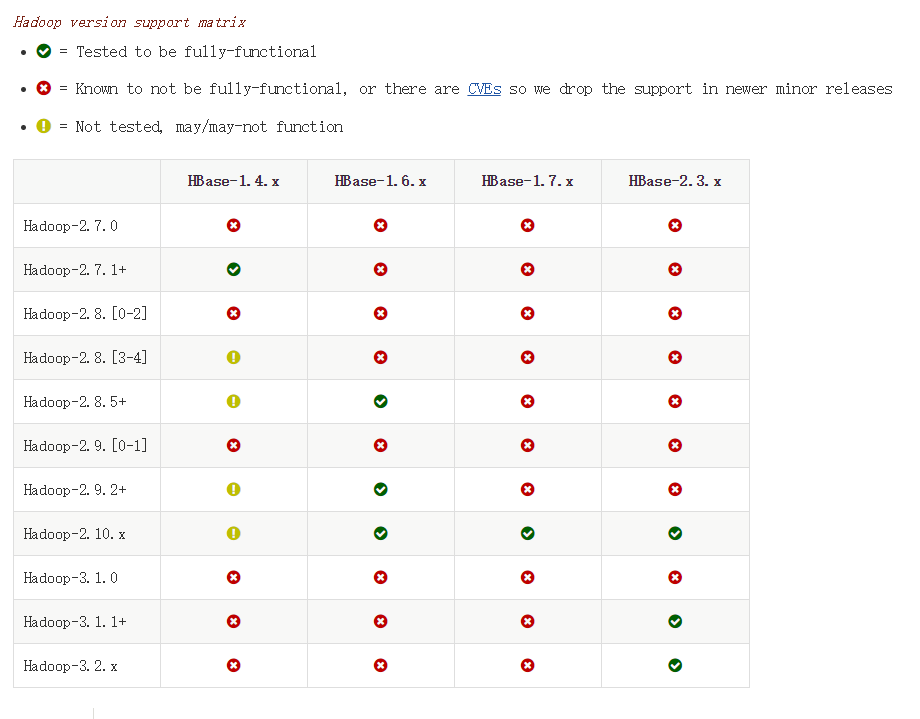 Hadoop version support matrix
= Tested to be fully-functional
= Known to not be fully-functional, or there are CVEs so we drop the support in newer minor releases
= Not tested, may/may-not function
HBase-1.4.x HBase-1.6.x HBase-1.7.x HBase-2.3.x
Hadoop-2.7.0
Hadoop-2.7.1+
Hadoop-2.8.[0-2]
Hadoop-2.8.[3-4]
Hadoop-2.8.5+
Hadoop-2.9.[0-1]
Hadoop-2.9.2+
Hadoop-2.10.x
Hadoop-3.1.0
Hadoop-3.1.1+
Hadoop-3.2.x